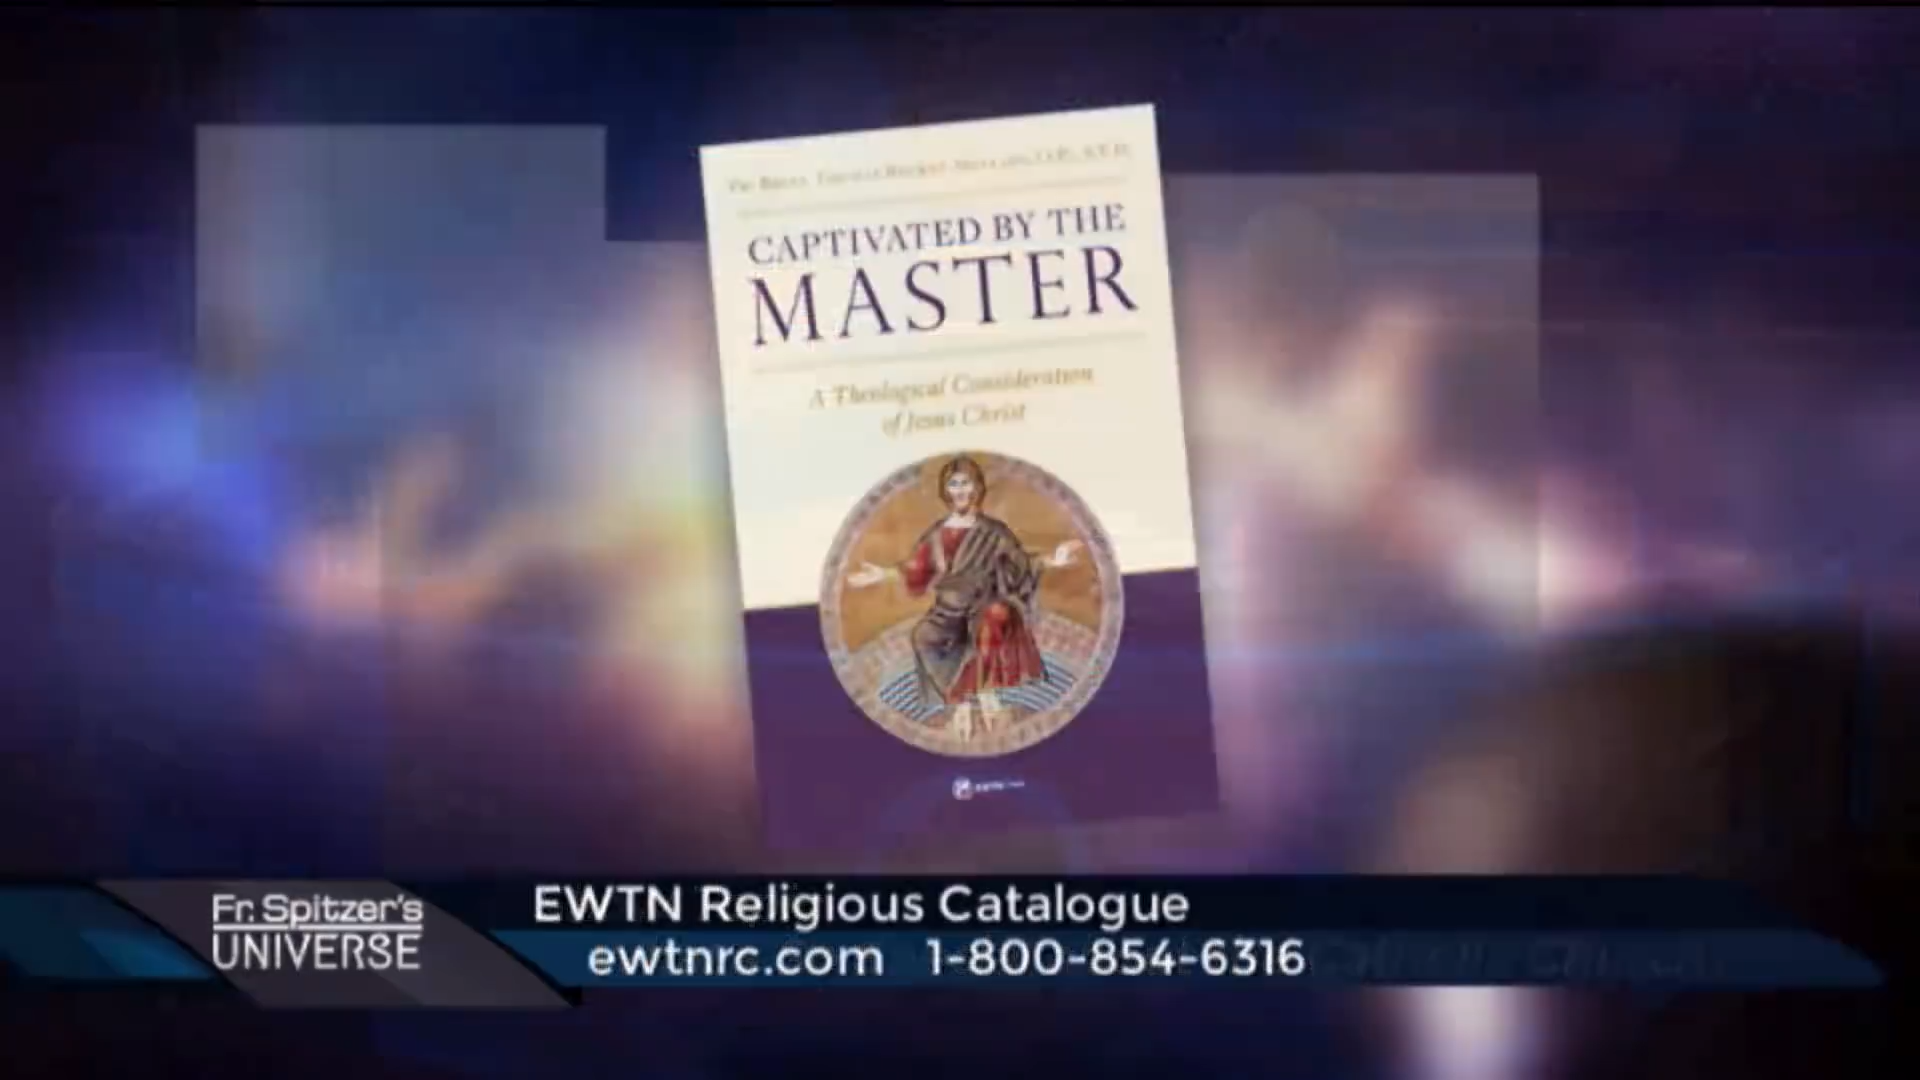 CAPTIVATED BY THE
MASTER
A Theological Consideration
of Jesus Christ
Fr. Spitzer's
UNIVERSE
EWTN Religious Catalogue
ewtnrc.com 1-800-854-6316